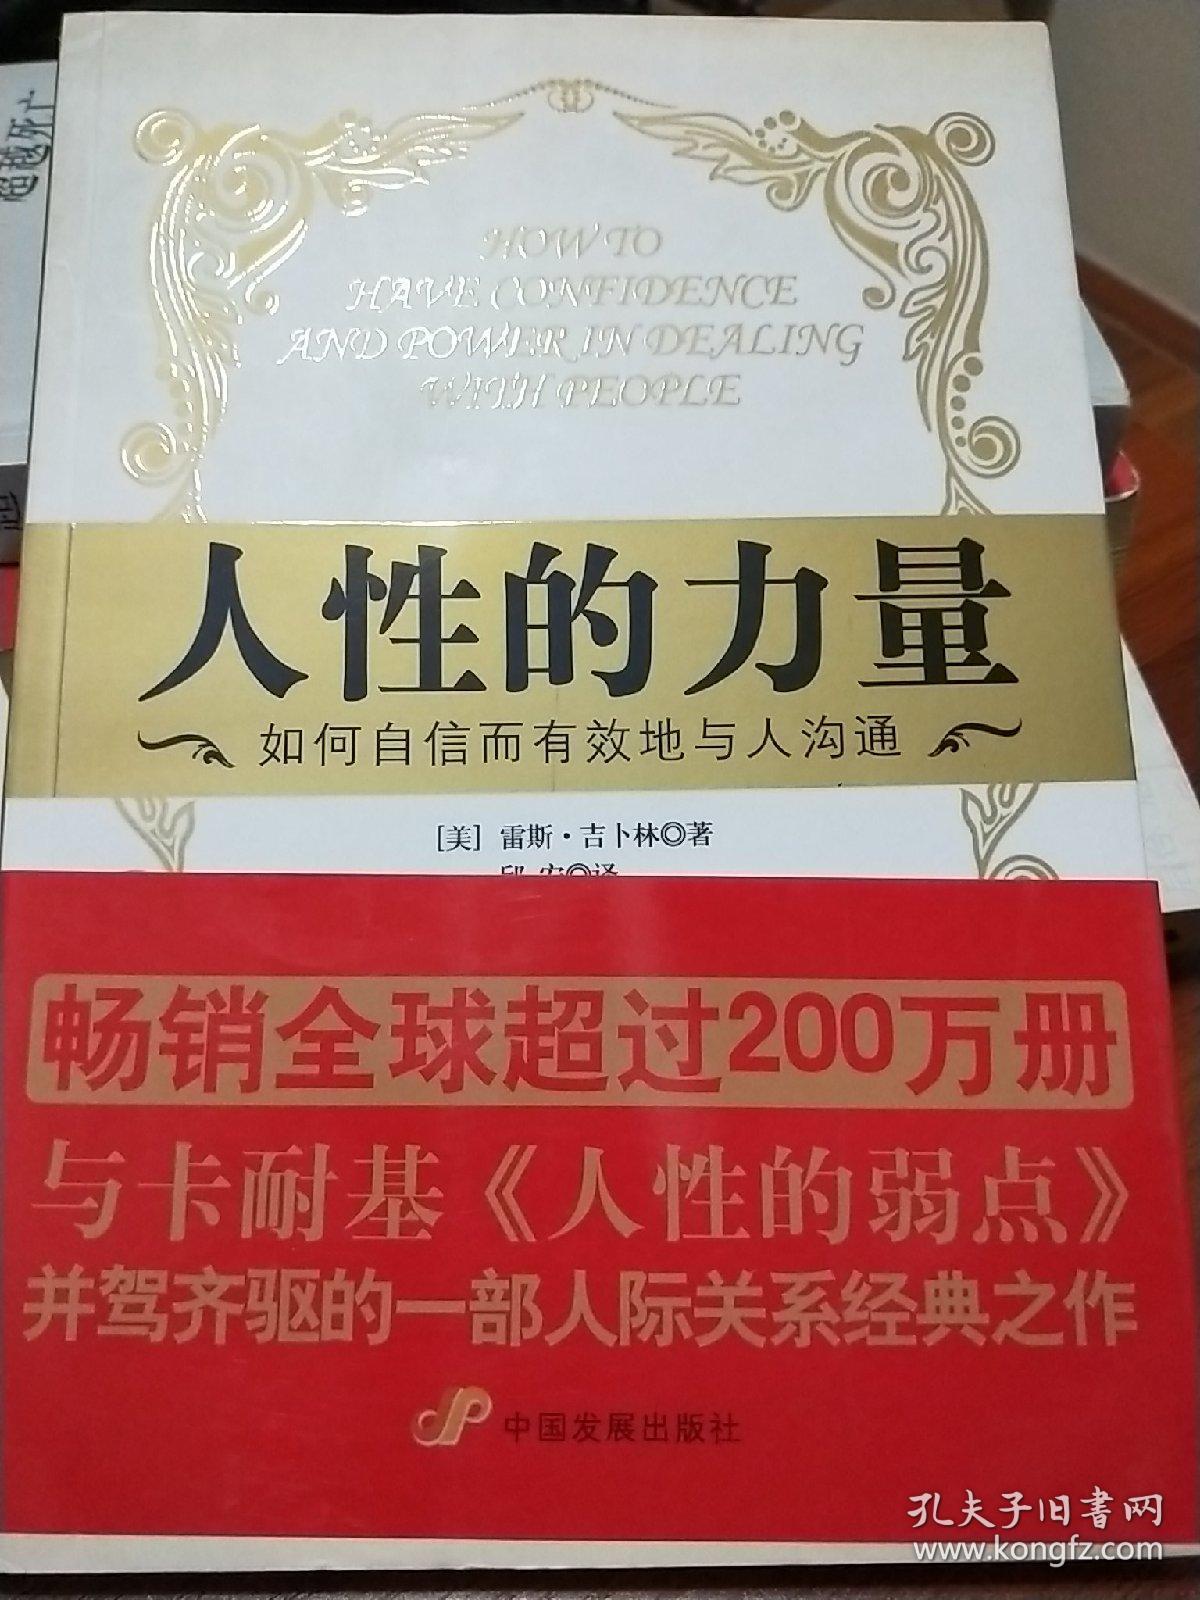 超越死亡
HOW TO
HAVE CONFIDENCE
AND POWER IN DEALING
WITH PEOPLE
人性的力量
如何自信而有效地与人沟通
[美] 雷斯·吉卜林◎著
畅销全球超过200万册
与卡耐基《人性的弱点》
并驾齐驱的一部人际关系经典之作
中国发展出版社
孔夫子旧书网
www.kongfz.com